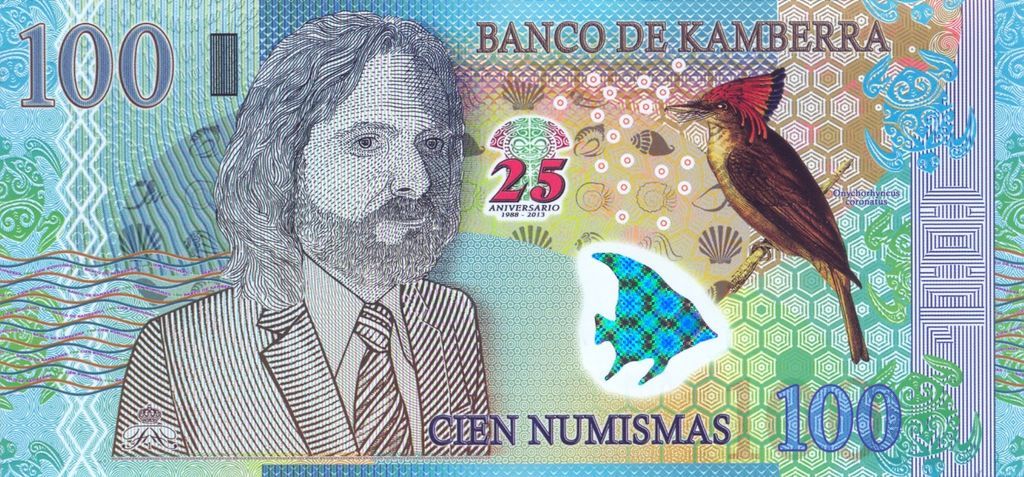 100
BANCO DE KAMBERRA
25
ANIVERSARIO
1988 - 2013
Onychorhyncus
coronatus
CIEN NUMISMAS
100